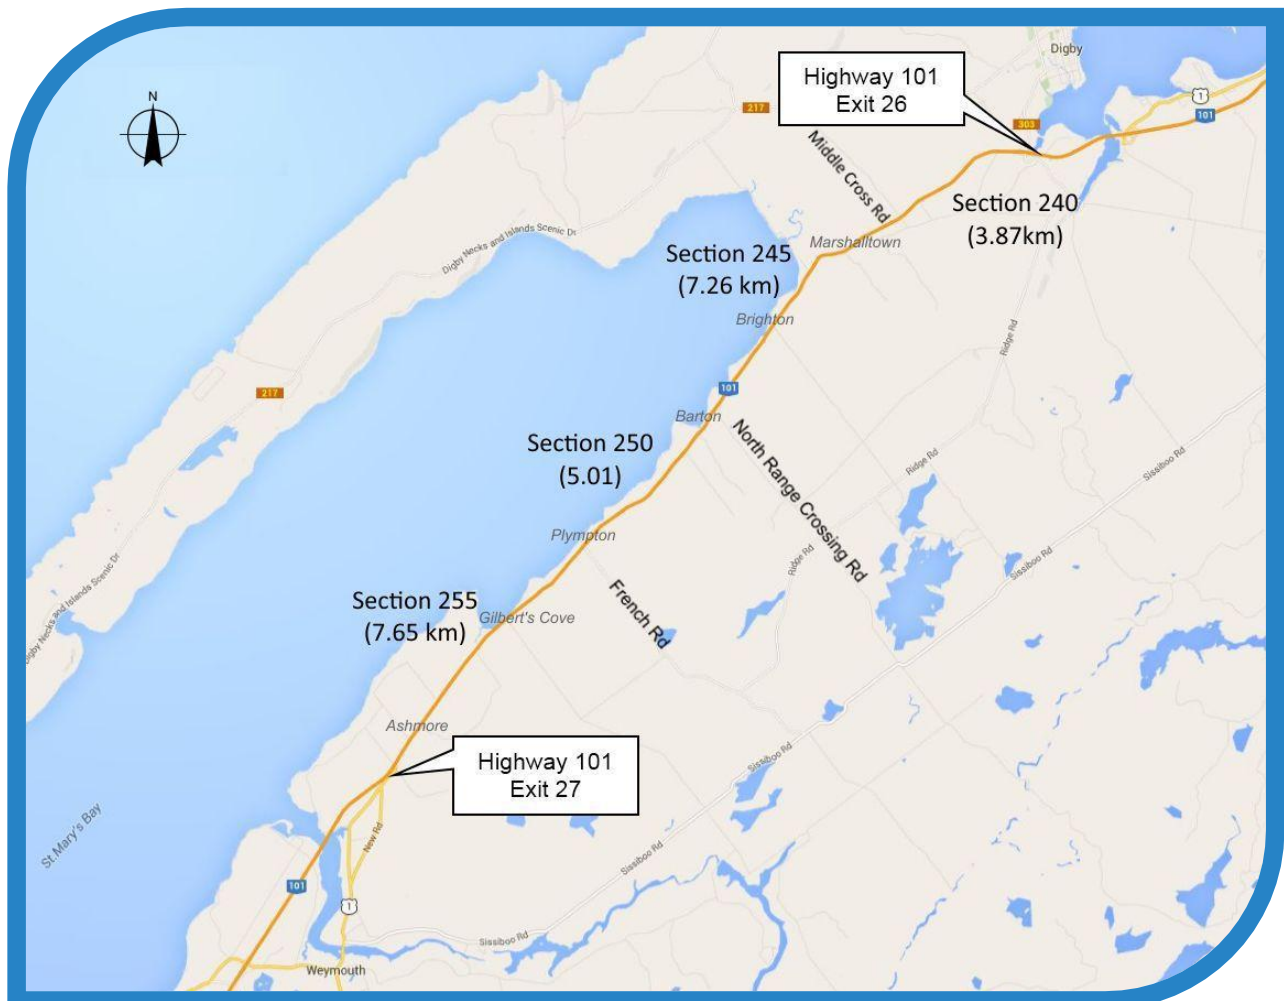 Digby
Highway 101
Exit 26
1
217
101
303
N
Middle Cross Rd
Section 240
(3.87km)
Digby Necks and Islands Scenic Dr
Marshalltown
Section 245
(7.26 km)
Brighton
Ridge Rd
101
217
Barton
North Range Crossing Rd
Section 250
(5.01)
Ridge Rd
Sissiboo Rd
Plympton
Ridge Rd
Sissiboo Rd
Digby Necks and Islands Scenic Dr
French Rd
Section 255
(7.65 km)
Gilbert's Cove
Ashmore
Highway 101
Exit 27
Sissiboo Rd
St.Mary's Bay
New Rd
Sissiboo Rd
101
1
Sissiboo Rd
Weymouth